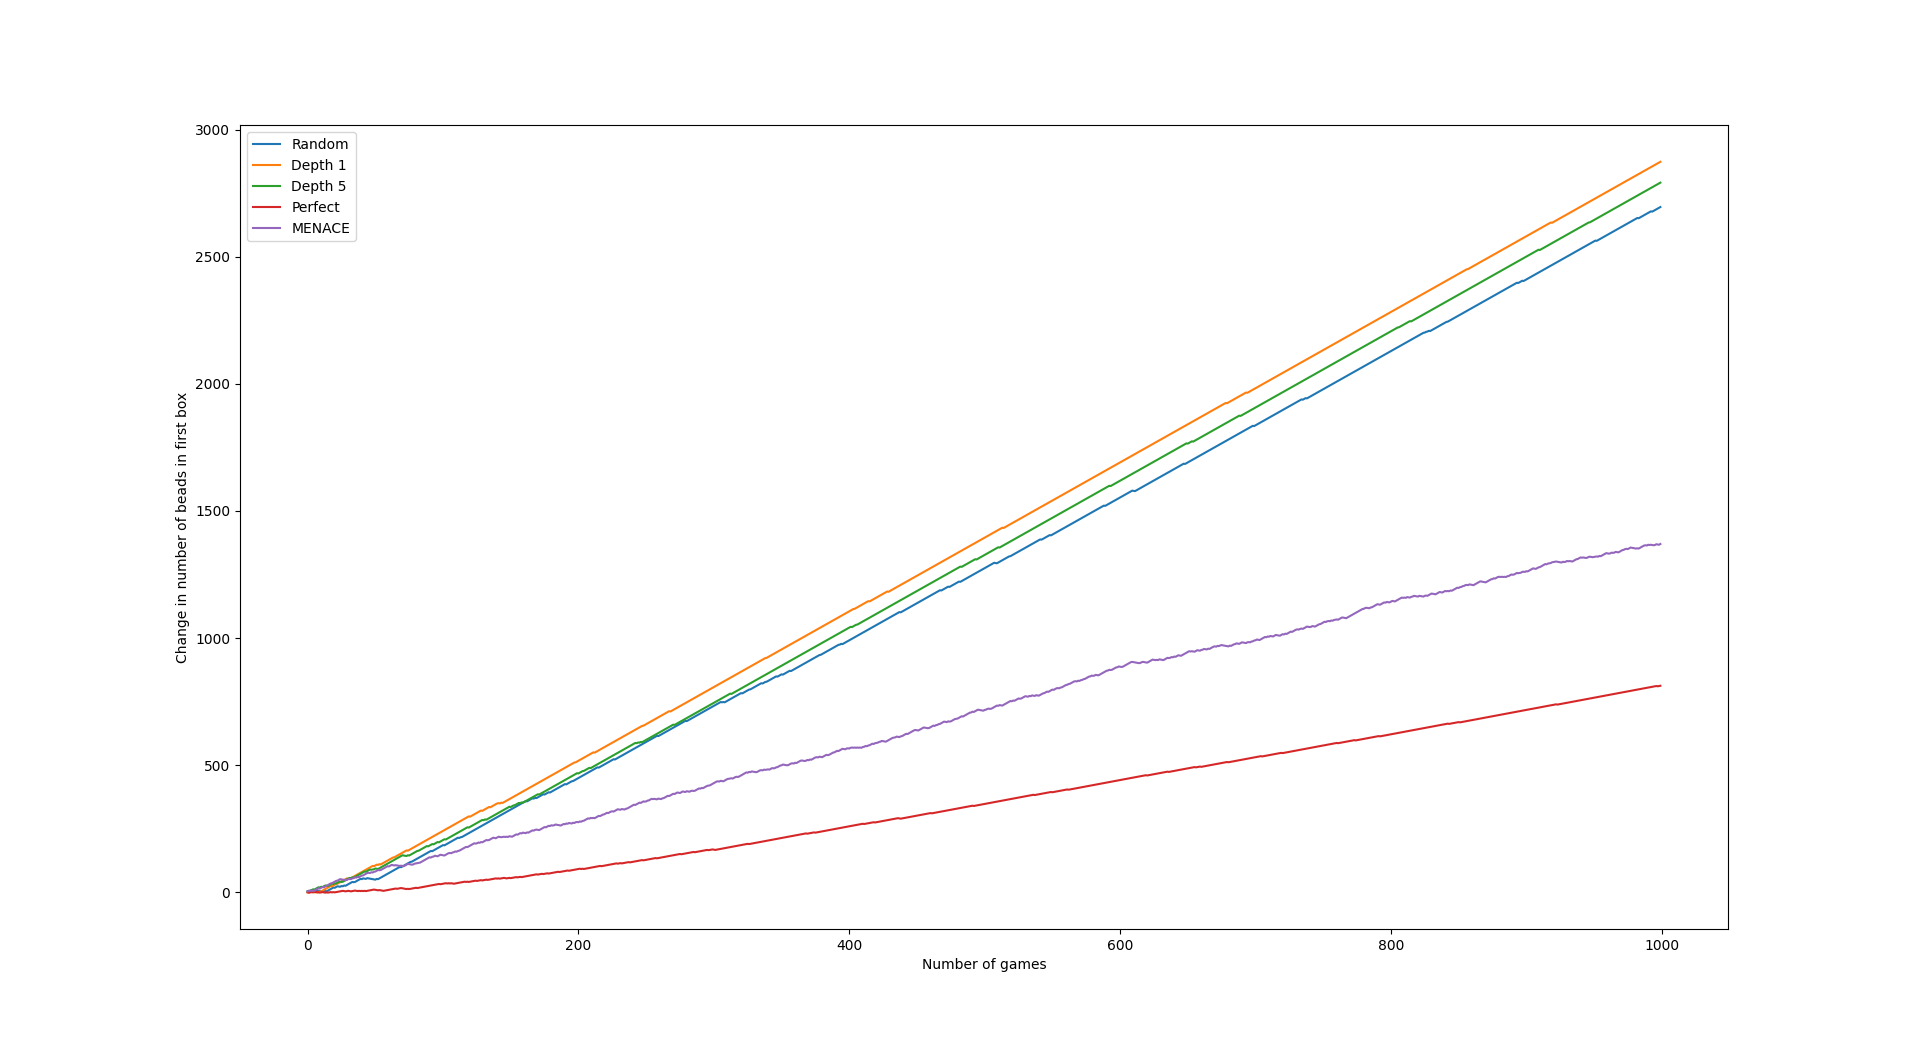 3000
2500
2000
1500
1000
500
0
Change in number of beads in first box
Random
Depth 1
Depth 5
Perfect
MENACE
0 200 400 600 800 1000
Number of games